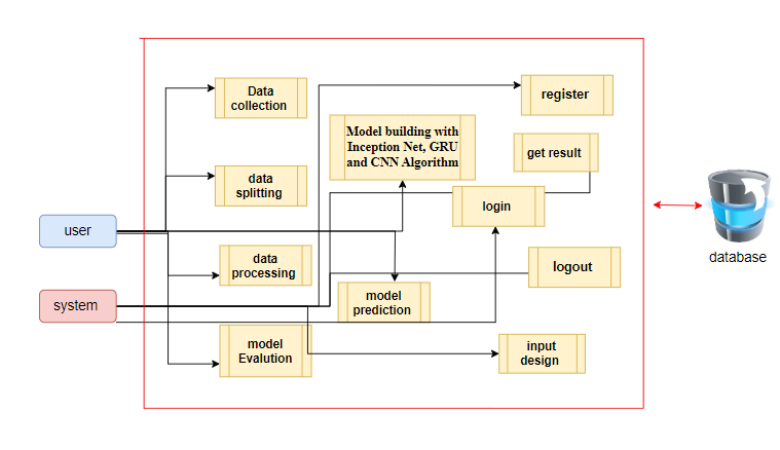 Data
collection
register
Model building with
Inception Net, GRU
and CNN Algorithm
get result
data
splitting
login
user
data
processing
logout
database
system
model
prediction
model
Evalution
input
design